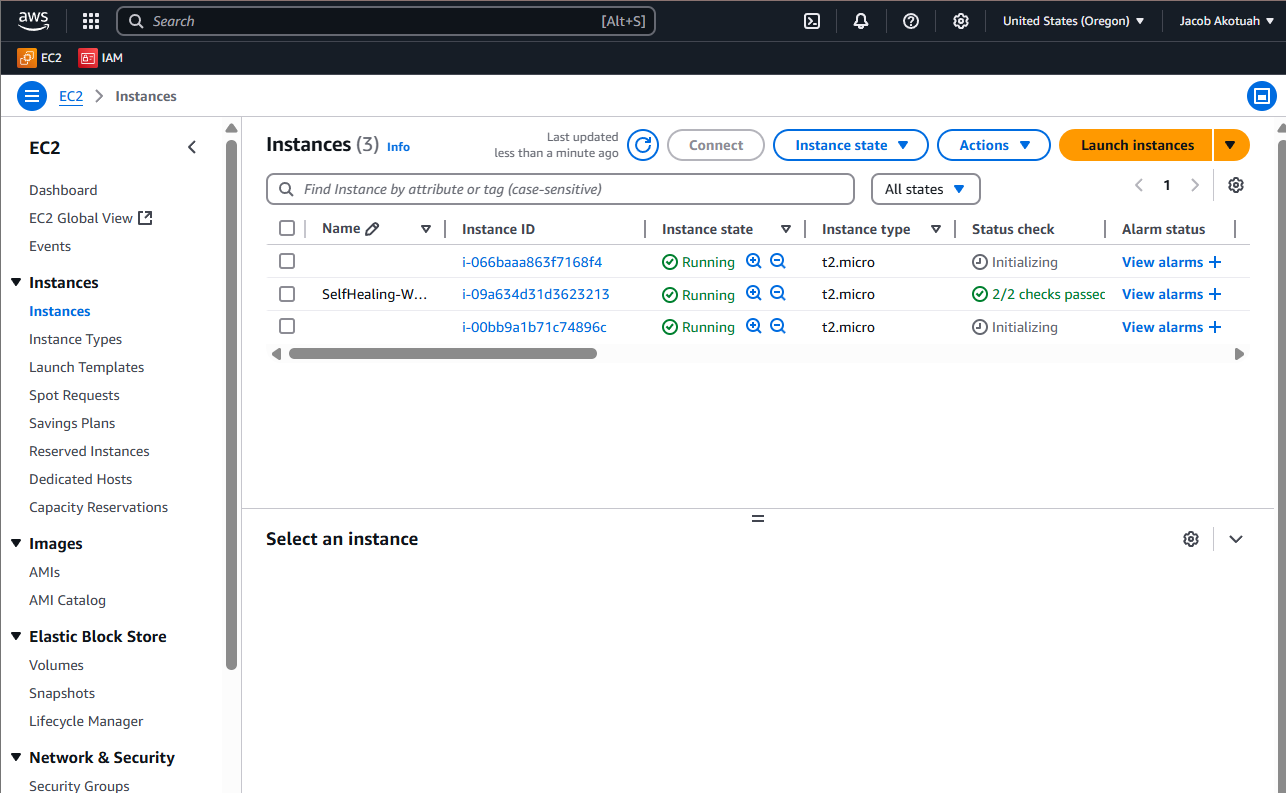 aws
Search [Alt+S]
United States (Oregon)
Jacob Akotuah
EC2
IAM
EC2 Instances
EC2
Dashboard
EC2 Global View
Events
Instances
Instances
Instance Types
Launch Templates
Spot Requests
Savings Plans
Reserved Instances
Dedicated Hosts
Capacity Reservations
Images
AMIs
AMI Catalog
Elastic Block Store
Volumes
Snapshots
Lifecycle Manager
Network & Security
Security Groups
Instances (3) Info
Last updated
less than a minute ago
Connect
Instance state
Actions
Launch instances
Find Instance by attribute or tag (case-sensitive)
All states
1
Name Instance ID Instance state Instance type Status check Alarm status
i-066baaa863f7168f4 Running t2.micro Initializing View alarms +
SelfHealing-W... i-09a634d31d3623213 Running t2.micro 2/2 checks passec View alarms +
i-00bb9a1b71c74896c Running t2.micro Initializing View alarms +
Select an instance